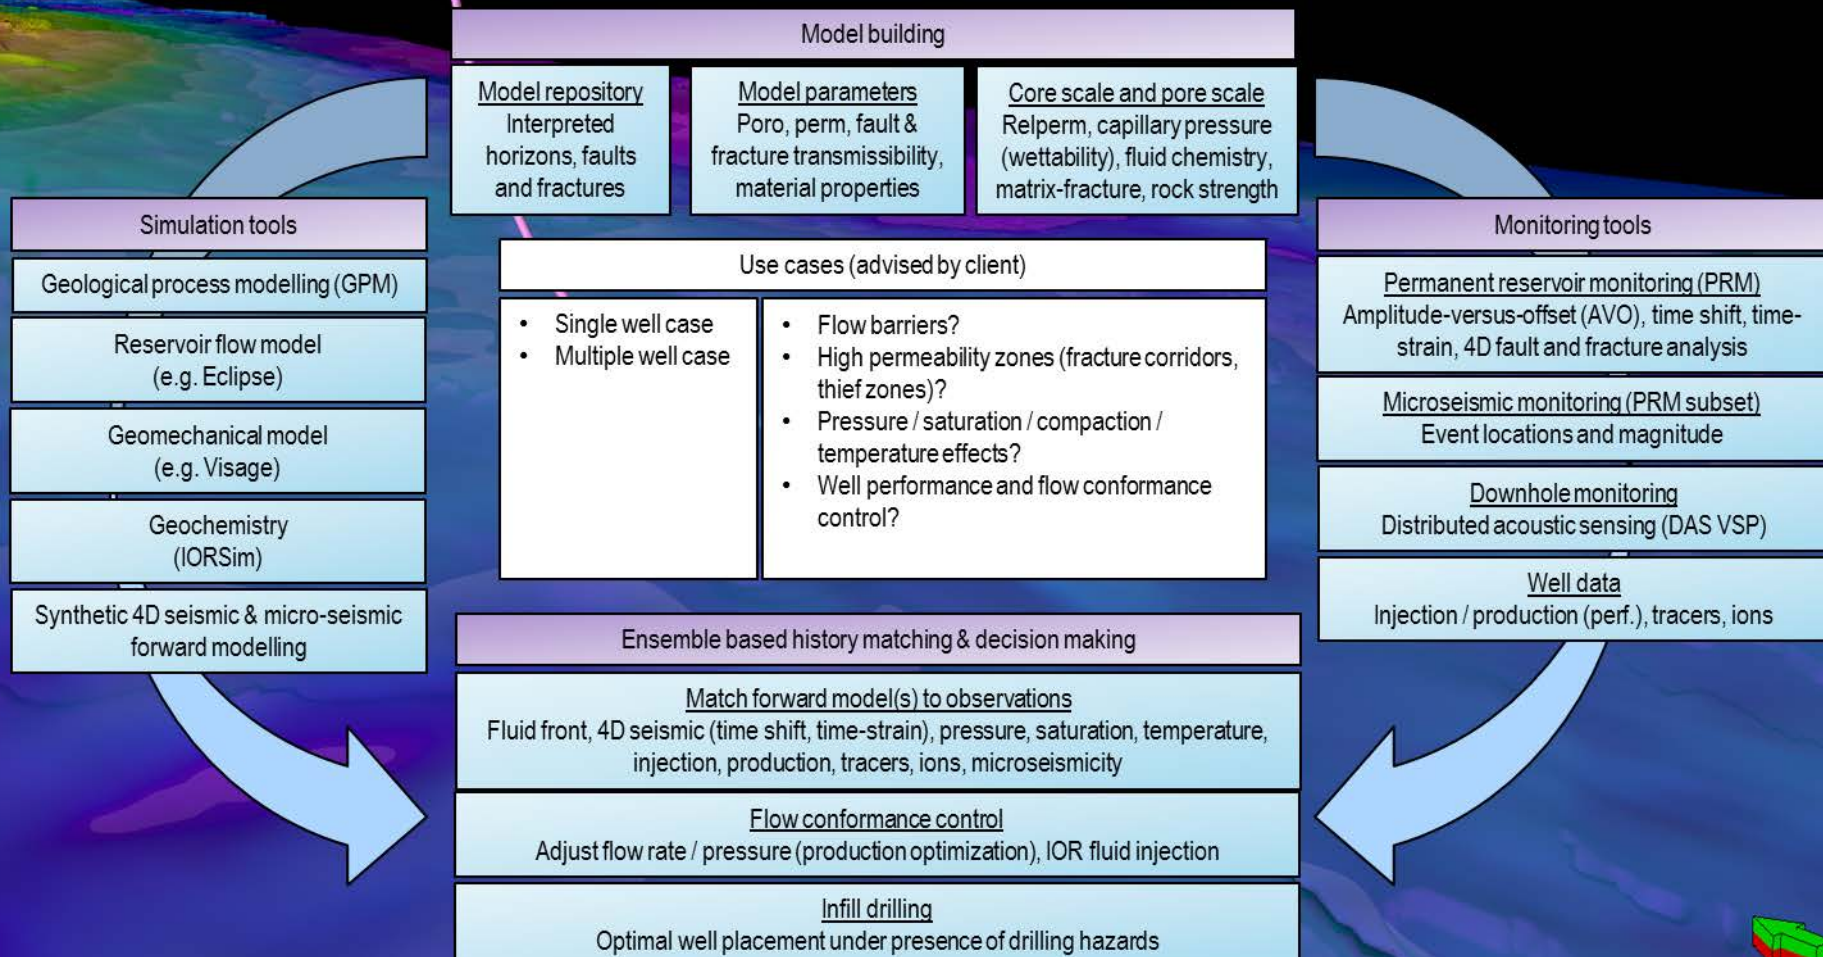 Model building
Model repository
Interpreted
horizons, faults
and fractures
Model parameters
Poro, perm, fault &
fracture transmissibility,
material properties
Core scale and pore scale
Relperm, capillary pressure
(wettability), fluid chemistry,
matrix-fracture, rock strength
Simulation tools
Geological process modelling (GPM)
Reservoir flow model
(e.g. Eclipse)
Geomechanical model
(e.g. Visage)
Geochemistry
(IORSim)
Synthetic 4D seismic & micro-seismic
forward modelling
Use cases (advised by client)
• Single well case
• Multiple well case
• Flow barriers?
• High permeability zones (fracture corridors,
thief zones)?
• Pressure / saturation / compaction /
temperature effects?
• Well performance and flow conformance
control?
Monitoring tools
Permanent reservoir monitoring (PRM)
Amplitude-versus-offset (AVO), time shift, time-
strain, 4D fault and fracture analysis
Microseismic monitoring (PRM subset)
Event locations and magnitude
Downhole monitoring
Distributed acoustic sensing (DAS VSP)
Well data
Injection / production (perf.), tracers, ions
Ensemble based history matching & decision making
Match forward model(s) to observations
Fluid front, 4D seismic (time shift, time-strain), pressure, saturation, temperature,
injection, production, tracers, ions, microseismicity
Flow conformance control
Adjust flow rate / pressure (production optimization), IOR fluid injection
Infill drilling
Optimal well placement under presence of drilling hazards